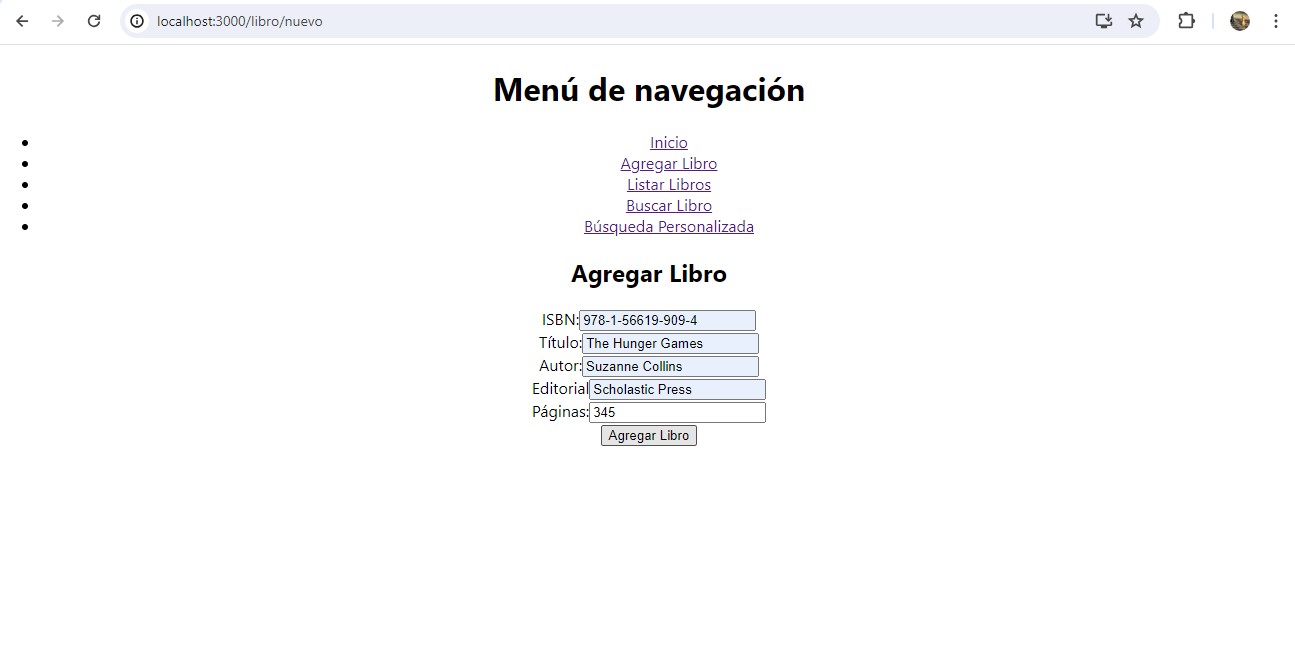 localhost:3000/libro/nuevo
Menú de navegación
Inicio
Agregar Libro
Listar Libros
Buscar Libro
Búsqueda Personalizada
Agregar Libro
ISBN: 978-1-56619-909-4
Título: The Hunger Games
Autor: Suzanne Collins
Editorial Scholastic Press
Páginas: 345
Agregar Libro